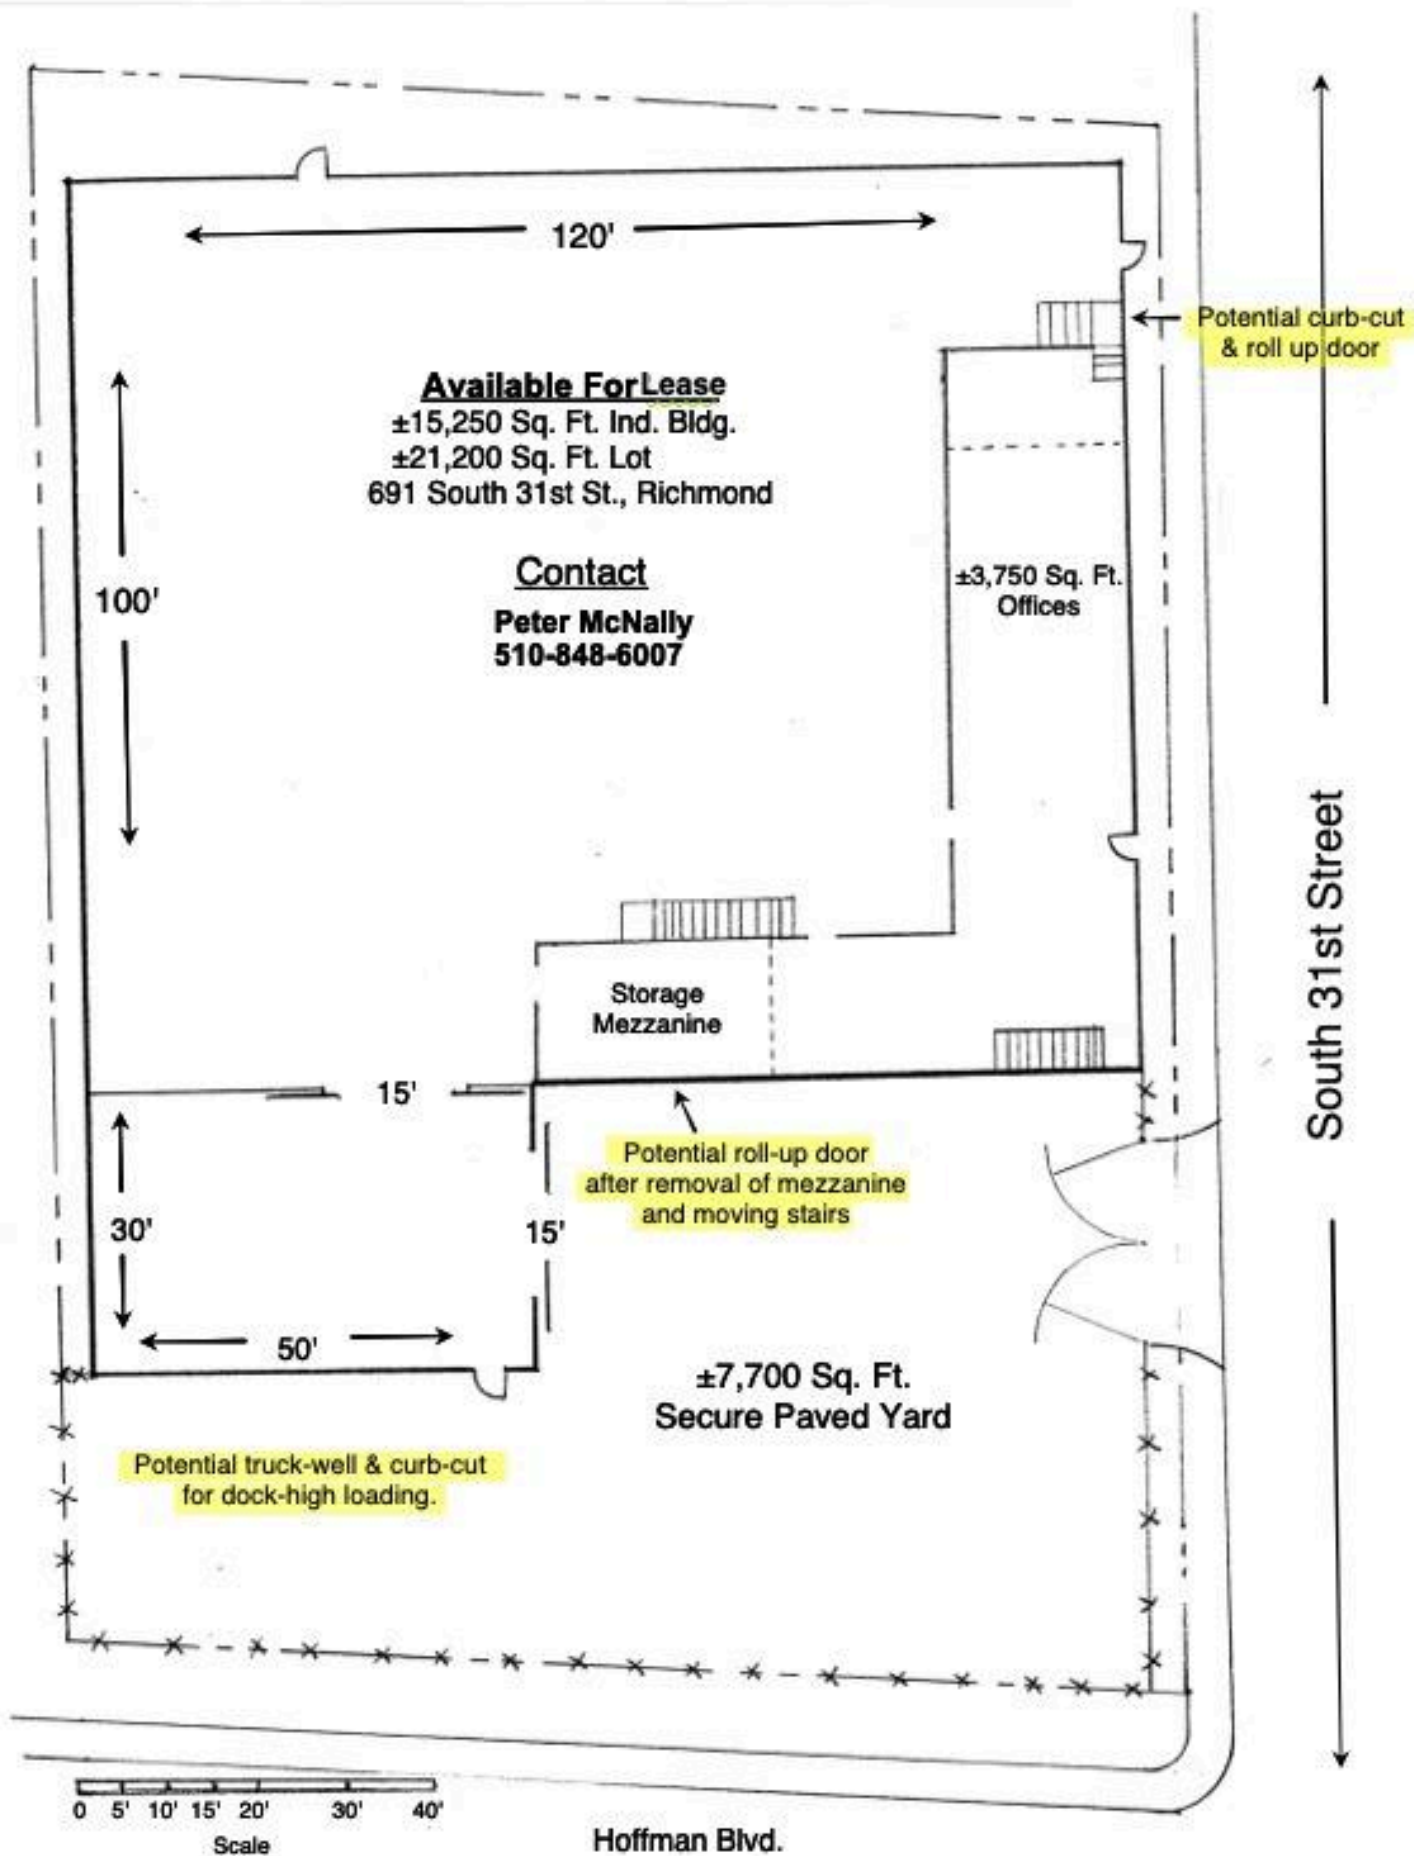 120'
Potential curb-cut
& roll up door
Available For Lease
±15,250 Sq. Ft. Ind. Bldg.
±21,200 Sq. Ft. Lot
691 South 31st St., Richmond
Contact
Peter McNally
510-848-6007
100'
±3,750 Sq. Ft.
Offices
South 31st Street
Storage
Mezzanine
15'
Potential roll-up door
after removal of mezzanine
and moving stairs
30'
15'
50'
±7,700 Sq. Ft.
Secure Paved Yard
Potential truck-well & curb-cut
for dock-high loading.
0 5' 10' 15' 20' 30' 40'
Scale
Hoffman Blvd.